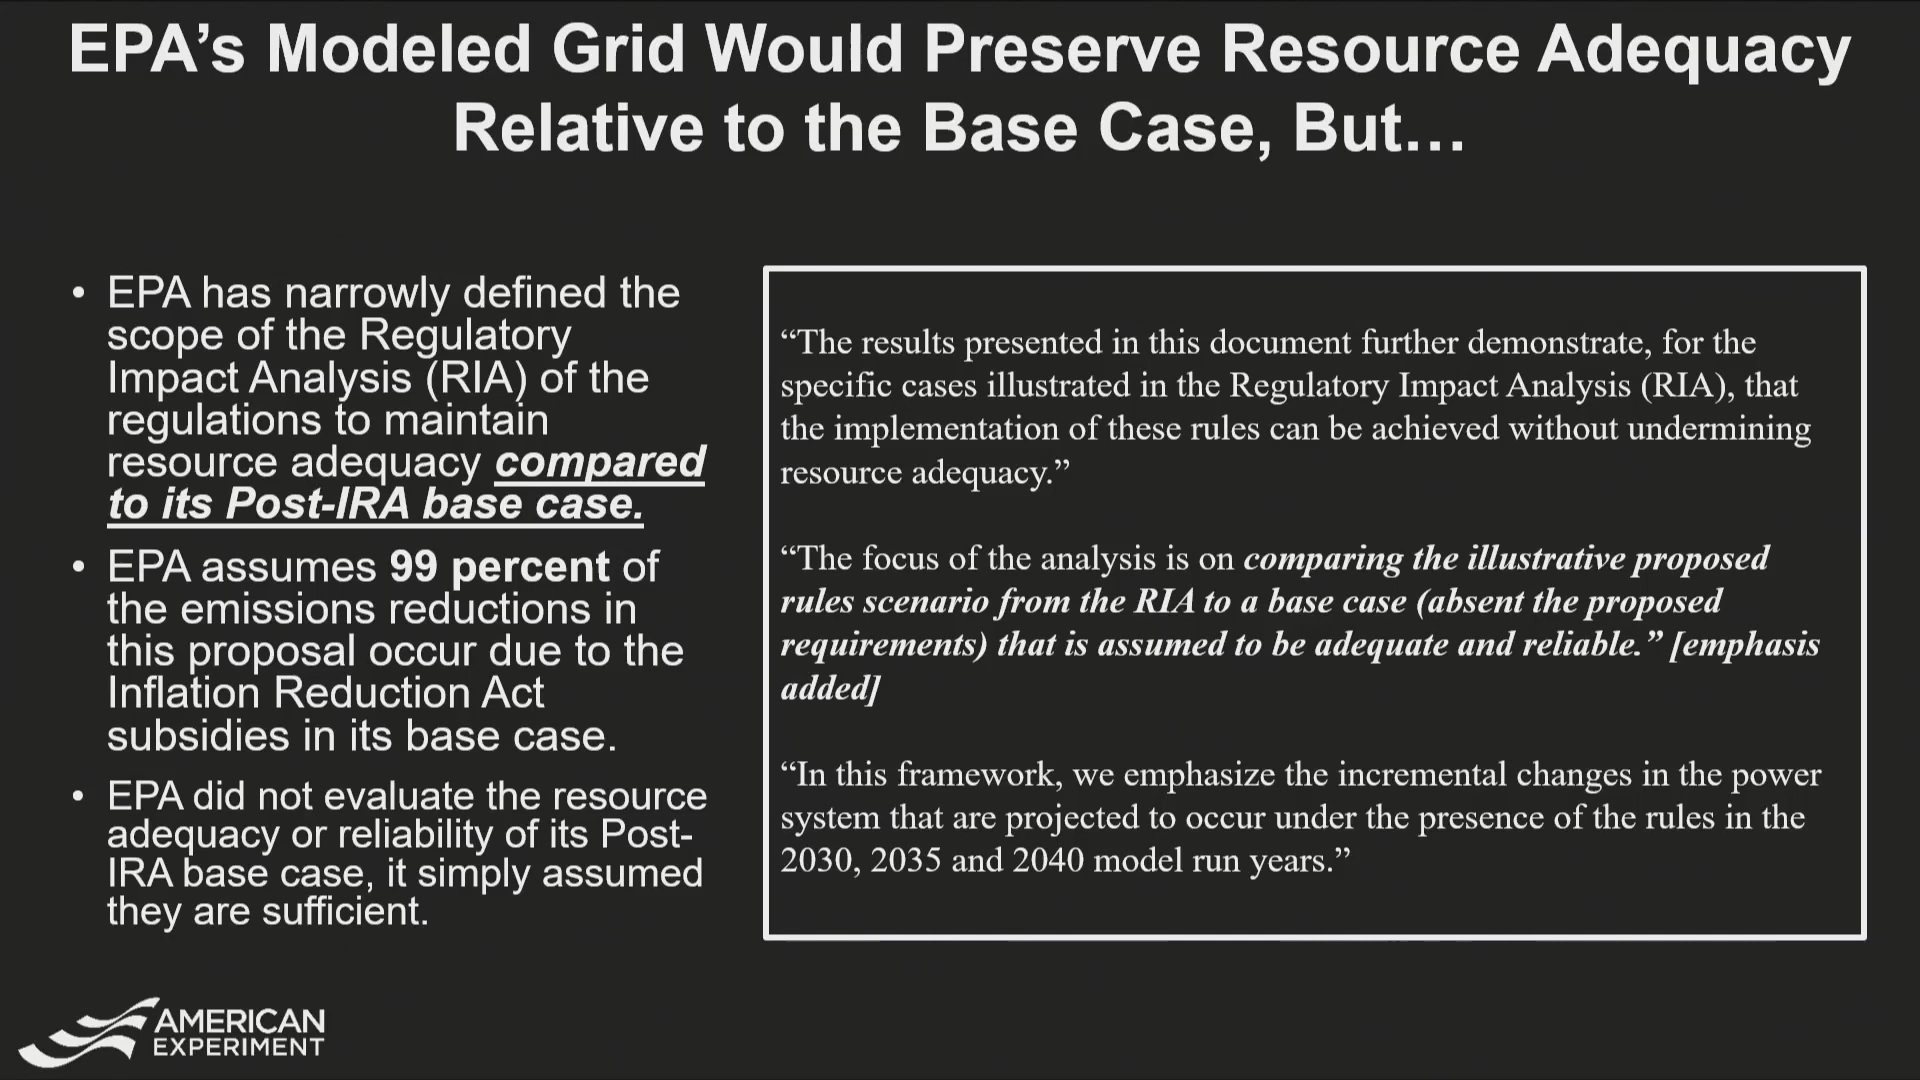 EPA’s Modeled Grid Would Preserve Resource Adequacy
Relative to the Base Case, But…
• EPA has narrowly defined the
scope of the Regulatory
Impact Analysis (RIA) of the
regulations to maintain
resource adequacy compared
to its Post-IRA base case.
• EPA assumes 99 percent of
the emissions reductions in
this proposal occur due to the
Inflation Reduction Act
subsidies in its base case.
• EPA did not evaluate the resource
adequacy or reliability of its Post-
IRA base case, it simply assumed
they are sufficient.
“The results presented in this document further demonstrate, for the
specific cases illustrated in the Regulatory Impact Analysis (RIA), that
the implementation of these rules can be achieved without undermining
resource adequacy.”
“The focus of the analysis is on comparing the illustrative proposed
rules scenario from the RIA to a base case (absent the proposed
requirements) that is assumed to be adequate and reliable.” [emphasis
added]
“In this framework, we emphasize the incremental changes in the power
system that are projected to occur under the presence of the rules in the
2030, 2035 and 2040 model run years.”
AMERICAN
EXPERIMENT